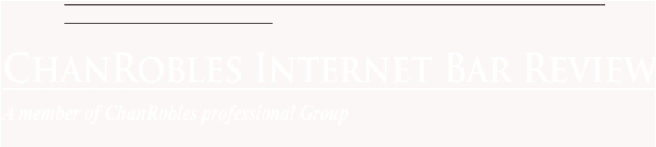 ChanRobles Internet Bar Review
A member of ChanRobles professional Group